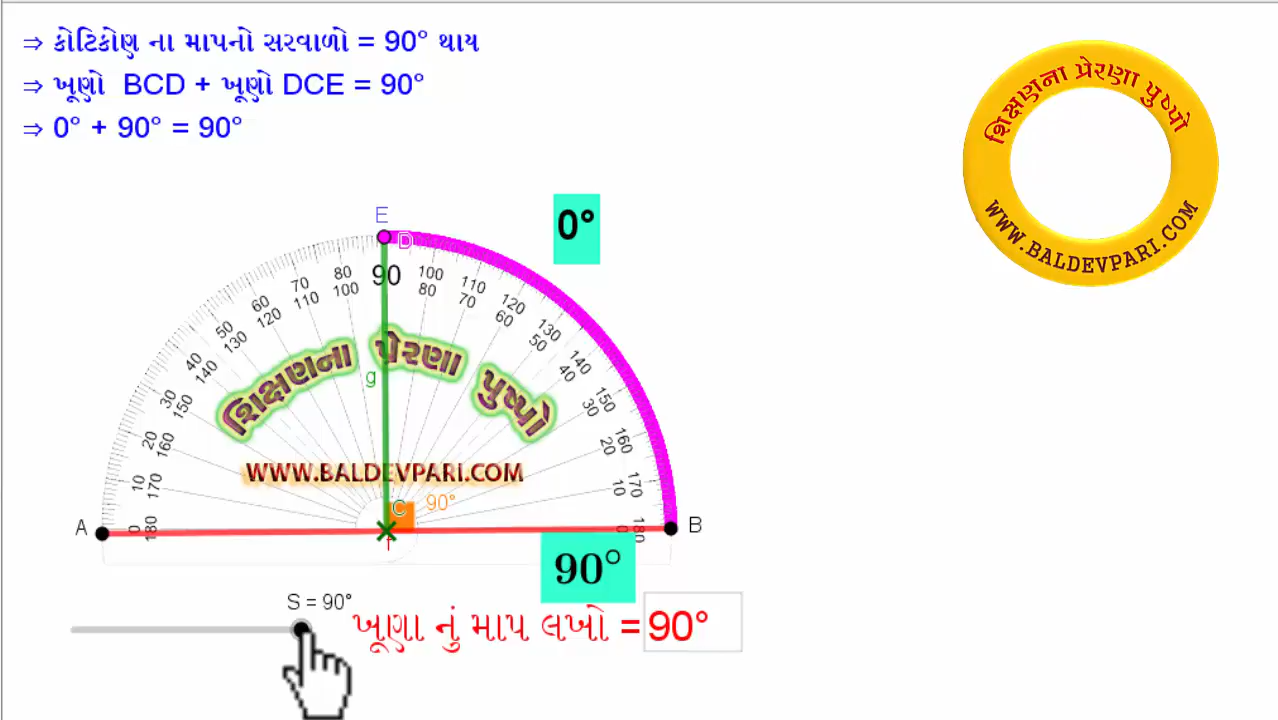 ⇒ કોટિકોણ ના માપનો સરવાળો = 90° થાય
⇒ ખૂણો BCD + ખૂણો DCE = 90°
⇒ 0° + 90° = 90°
શિક્ષણના પ્રેરણા પુષ્પો
WWW.BALDEVPARI.COM
0°
E
D
90
80 100
100 80
70 110
110 70
60 120
120 60
50 130
130 50
40 140
140 40
30 150
150 30
20 160
160 20
10 170
170 10
0 180
180 0
શિક્ષણના પ્રેરણા પુષ્પો
g
WWW.BALDEVPARI.COM
C
90°
A
B
f
90°
S = 90°
ખૂણા નું માપ લખો = 90°